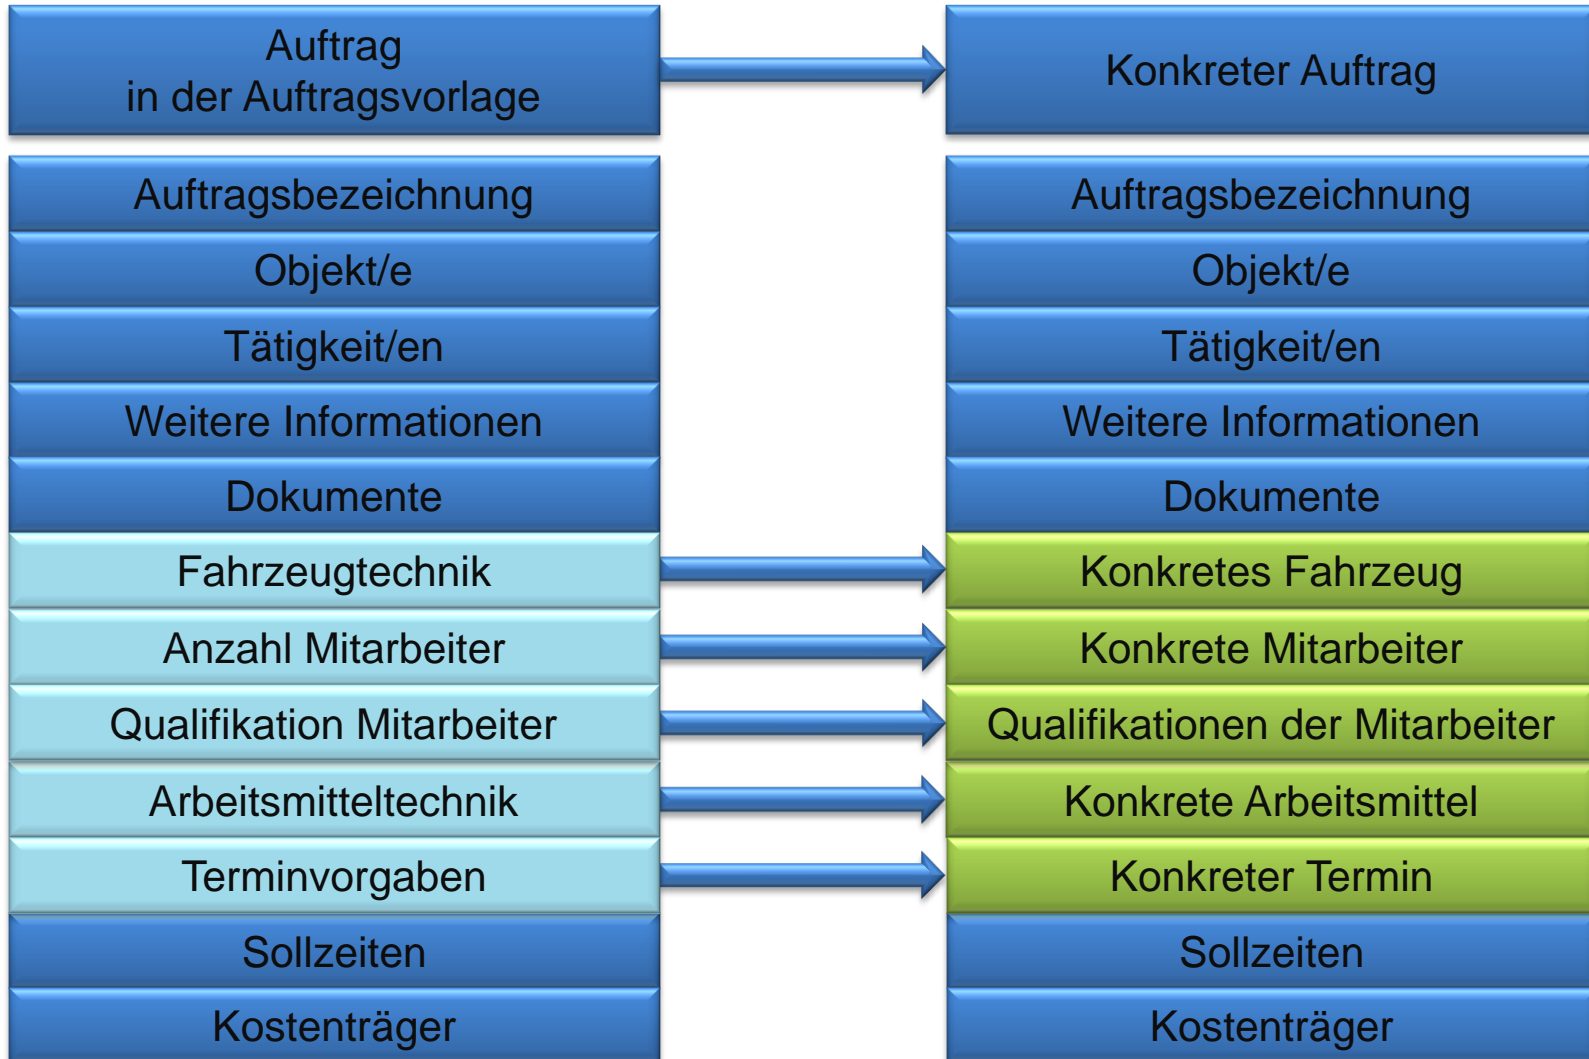 Auftrag
in der Auftragsvorlage
Konkreter Auftrag
Auftragsbezeichnung
Auftragsbezeichnung
Objekt/e
Objekt/e
Tätigkeit/en
Tätigkeit/en
Weitere Informationen
Weitere Informationen
Dokumente
Dokumente
Fahrzeugtechnik
Konkretes Fahrzeug
Anzahl Mitarbeiter
Konkrete Mitarbeiter
Qualifikation Mitarbeiter
Qualifikationen der Mitarbeiter
Arbeitsmitteltechnik
Konkrete Arbeitsmittel
Terminvorgaben
Konkreter Termin
Sollzeiten
Sollzeiten
Kostenträger
Kostenträger